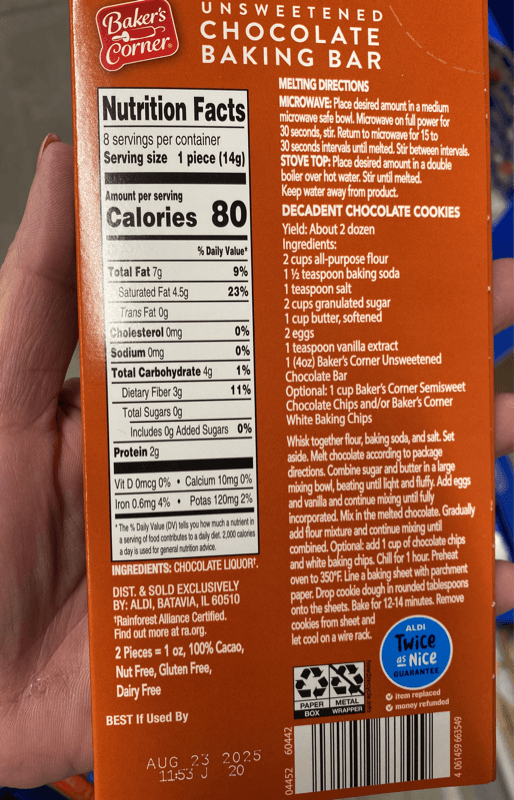 Baker's
Corner®
UNSWEETENED
CHOCOLATE
BAKING BAR
Nutrition Facts
8 servings per container
Serving size 1 piece (14g)
Amount per serving
Calories 80
% Daily Value*
Total Fat 7g 9%
Saturated Fat 4.5g 23%
Trans Fat 0g
Cholesterol 0mg 0%
Sodium 0mg 0%
Total Carbohydrate 4g 1%
Dietary Fiber 3g 11%
Total Sugars 0g
Includes 0g Added Sugars 0%
Protein 2g
Vit D 0mcg 0% • Calcium 10mg 0%
Iron 0.6mg 4% • Potas 120mg 2%
*The % Daily Value (DV) tells you how much a nutrient in
a serving of food contributes to a daily diet. 2,000 calories
a day is used for general nutrition advice.
INGREDIENTS: CHOCOLATE LIQUOR†.
DIST. & SOLD EXCLUSIVELY
BY: ALDI, BATAVIA, IL 60510
†Rainforest Alliance Certified.
Find out more at ra.org.
2 Pieces = 1 oz, 100% Cacao,
Nut Free, Gluten Free,
Dairy Free
BEST If Used By
AUG 23 2025
11:53 J 20
MELTING DIRECTIONS
MICROWAVE: Place desired amount in a medium
microwave safe bowl. Microwave on full power for
30 seconds, stir. Return to microwave for 15 to
30 seconds intervals until melted. Stir between intervals.
STOVE TOP: Place desired amount in a double
boiler over hot water. Stir until melted.
Keep water away from product.
DECADENT CHOCOLATE COOKIES
Yield: About 2 dozen
Ingredients:
2 cups all-purpose flour
1 ½ teaspoon baking soda
1 teaspoon salt
2 cups granulated sugar
1 cup butter, softened
2 eggs
1 teaspoon vanilla extract
1 (4oz) Baker's Corner Unsweetened
Chocolate Bar
Optional: 1 cup Baker's Corner Semisweet
Chocolate Chips and/or Baker's Corner
White Baking Chips
Whisk together flour, baking soda, and salt. Set
aside. Melt chocolate according to package
directions. Combine sugar and butter in a large
mixing bowl, beating until light and fluffy. Add eggs
and vanilla and continue mixing until fully
incorporated. Mix in the melted chocolate. Gradually
add flour mixture and continue mixing until
combined. Optional: add 1 cup of chocolate chips
and white baking chips. Chill for 1 hour. Preheat
oven to 350°F. Line a baking sheet with parchment
paper. Drop cookie dough in rounded tablespoons
onto the sheets. Bake for 12-14 minutes. Remove
cookies from sheet and
let cool on a wire rack.
ALDI
Twice
as Nice
GUARANTEE
item replaced
money refunded
PAPER
BOX
METAL
WRAPPER
how2recycle.info
04452 60442
4 061459 663549